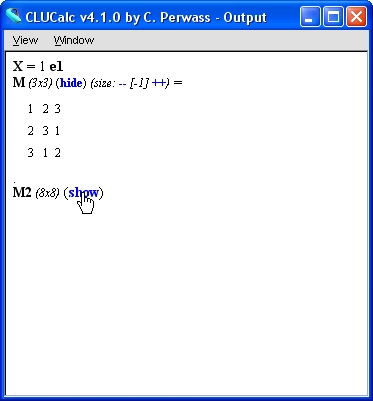 CLUCalc v4.1.0 by C. Perwass - Output
View Window
X = 1 e1
M (3x3) (hide) (size: -- [-1] ++) =
1 2 3
2 3 1
3 1 2
.
M2 (8x8) (show)